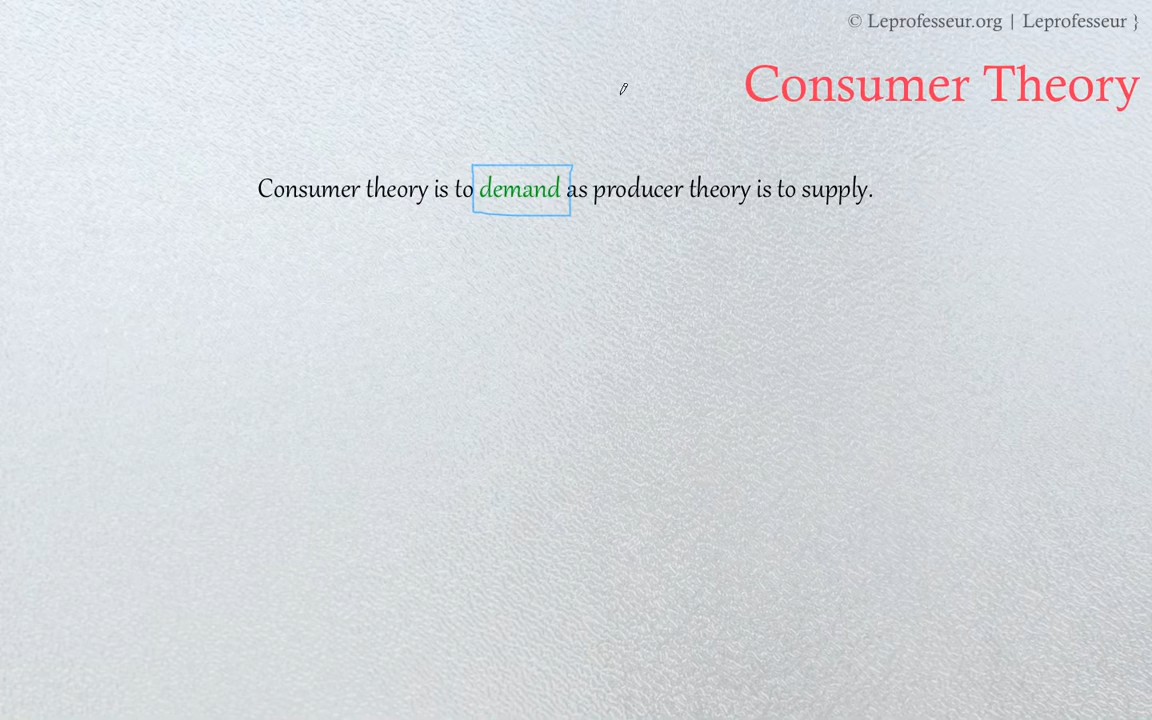 © Leprofesseur.org | Leprofesseur }
Consumer Theory
Consumer theory is to demand as producer theory is to supply.